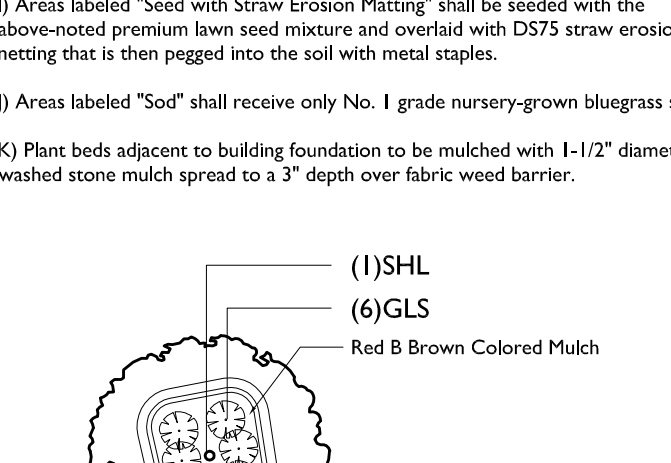 I) Areas labeled "Seed with Straw Erosion Matting" shall be seeded with the
above-noted premium lawn seed mixture and overlaid with DS75 straw
netting that is then pegged into the soil with metal staples.
J) Areas labeled "Sod" shall receive only No. 1 grade nursery-grown bluegrass
K) Plant beds adjacent to building foundation to be mulched with 1-1/2"
washed stone mulch spread to a 3" depth over fabric weed barrier.
(1)SHL
(6)GLS
Red B Brown Colored Mulch